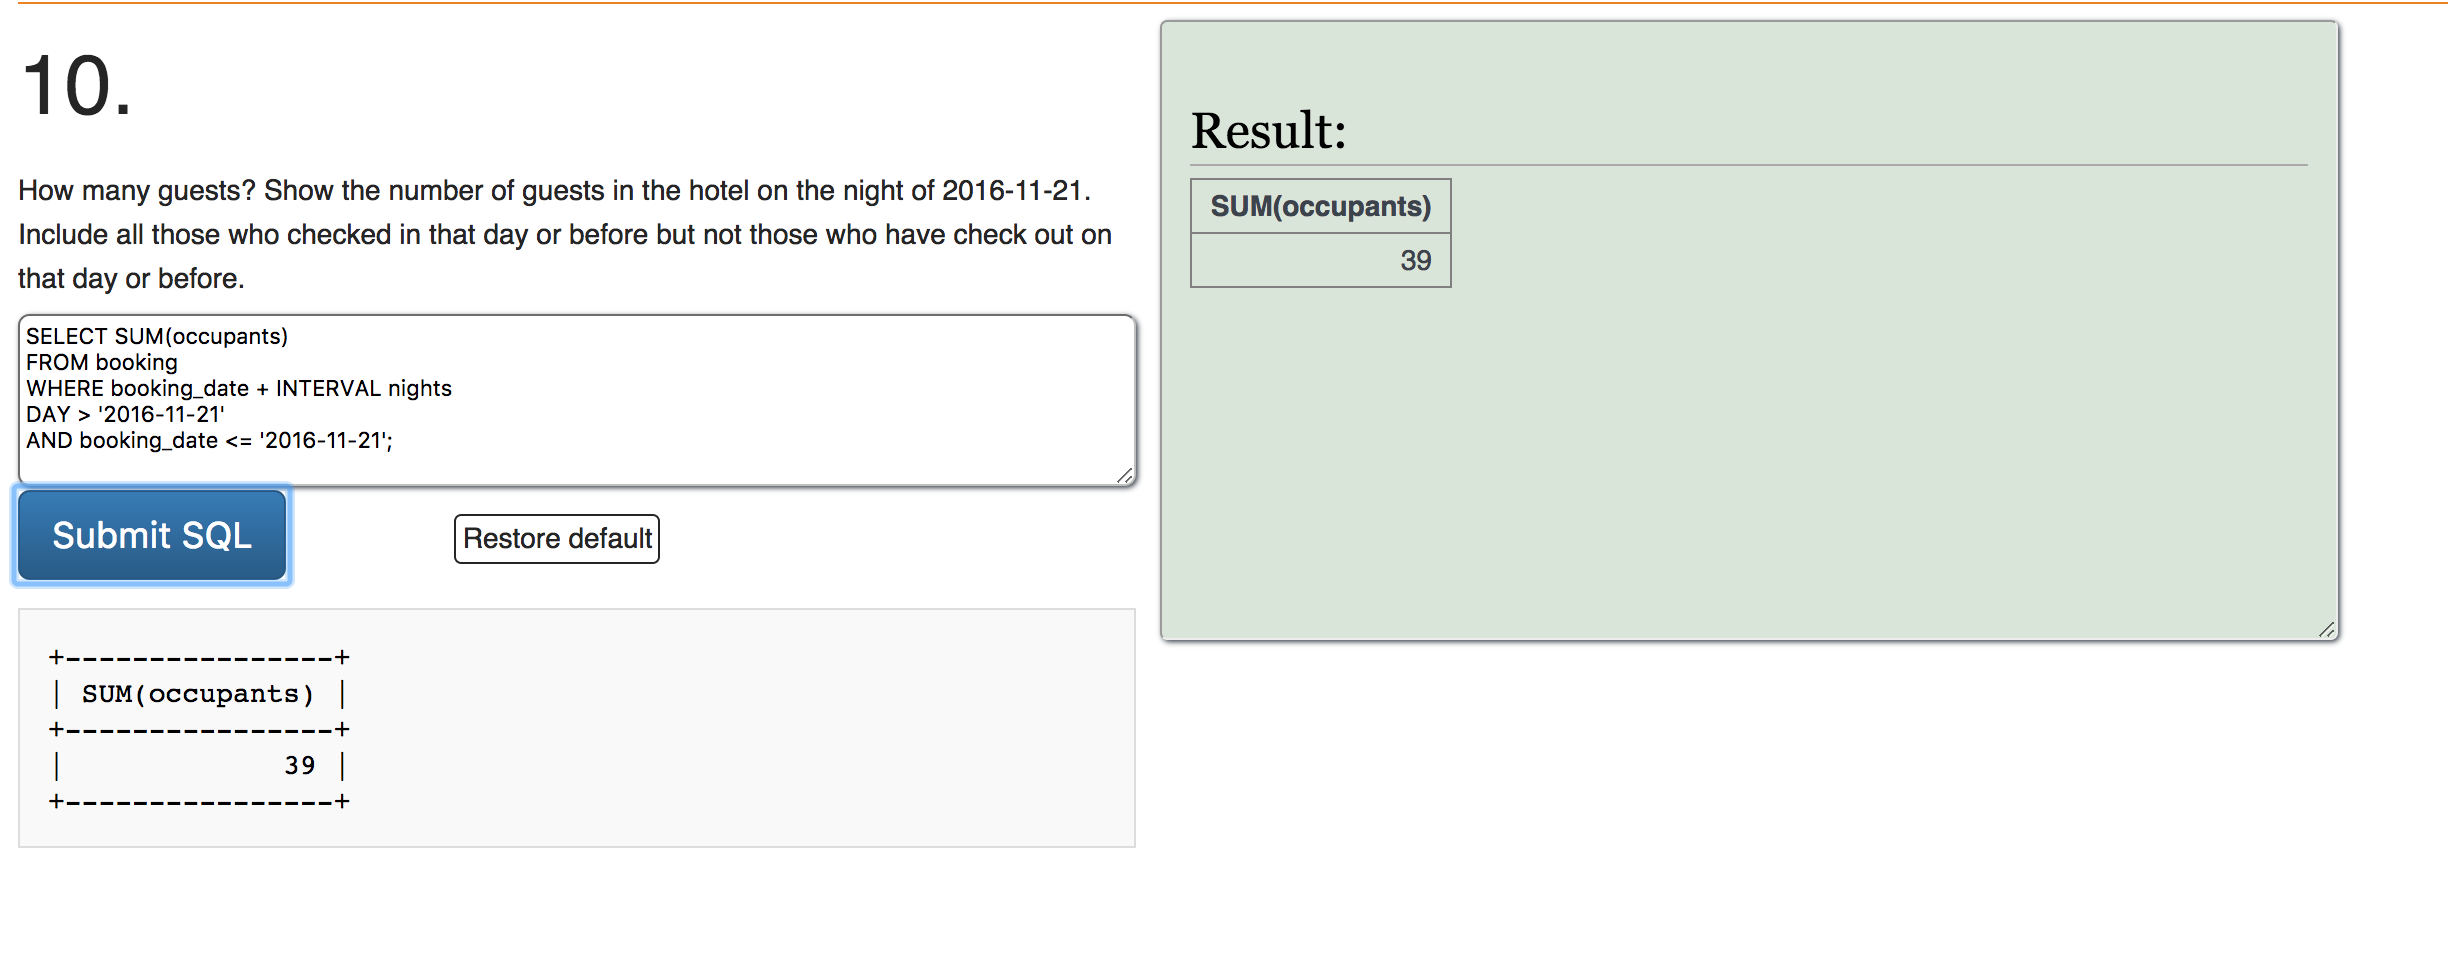 10.
How many guests? Show the number of guests in the hotel on the night of 2016-11-21.
Include all those who checked in that day or before but not those who have check out on
that day or before.
SELECT SUM(occupants)
FROM booking
WHERE booking_date + INTERVAL nights
DAY > '2016-11-21'
AND booking_date <= '2016-11-21';
Submit SQL
Restore default
+----------------+
| SUM(occupants) |
+----------------+
|             39 |
+----------------+
Result:
SUM(occupants)
39